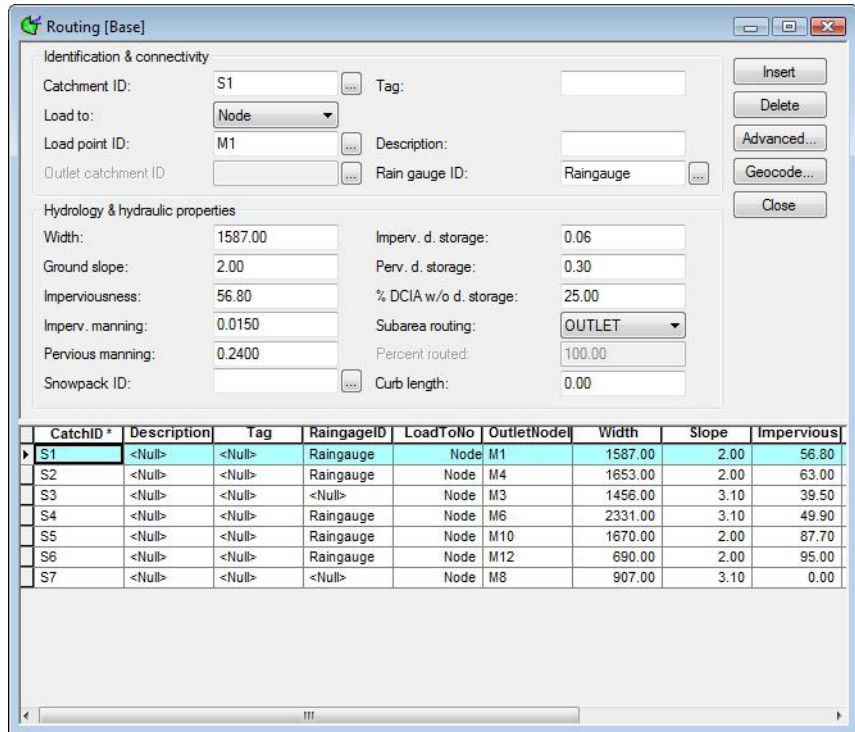 Routing [Base]
Identification & connectivity
Catchment ID: S1 ... Tag: Insert
Load to: Node Delete
Load point ID: M1 ... Description: Advanced...
Outlet catchment ID ... Rain gauge ID: Raingauge ... Geocode...
Hydrology & hydraulic properties Close
Width: 1587.00 Imperv. d. storage: 0.06
Ground slope: 2.00 Perv. d. storage: 0.30
Imperviousness: 56.80 % DCIA w/o d. storage: 25.00
Imperv. manning: 0.0150 Subarea routing: OUTLET
Pervious manning: 0.2400 Percent routed: 100.00
Snowpack ID: ... Curb length: 0.00
CatchID * Description Tag RaingageID LoadToNo OutletNodeI Width Slope Impervious
S1 <Null> <Null> Raingauge Node M1 1587.00 2.00 56.80
S2 <Null> <Null> Raingauge Node M4 1653.00 2.00 63.00
S3 <Null> <Null> <Null> Node M3 1456.00 3.10 39.50
S4 <Null> <Null> Raingauge Node M6 2331.00 3.10 49.90
S5 <Null> <Null> Raingauge Node M10 1670.00 2.00 87.70
S6 <Null> <Null> Raingauge Node M12 690.00 2.00 95.00
S7 <Null> <Null> <Null> Node M8 907.00 3.10 0.00